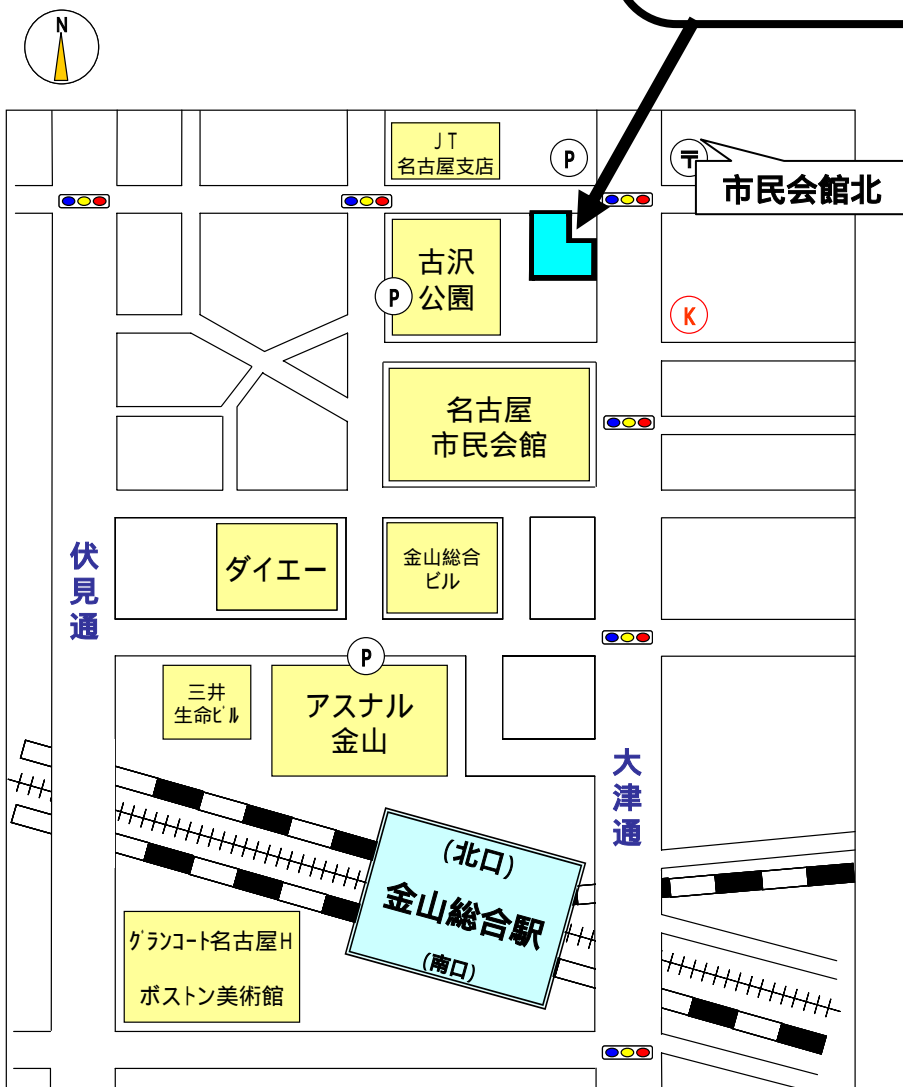 N
JT
名古屋支店
P
〒
市民会館北
古沢
公園
P
K
名古屋
市民会館
伏見通
ダイエー
金山総合
ビル
P
三井
生命ビル
アスナル
金山
大津通
(北口)
金山総合駅
(南口)
グランコート名古屋H
ボストン美術館